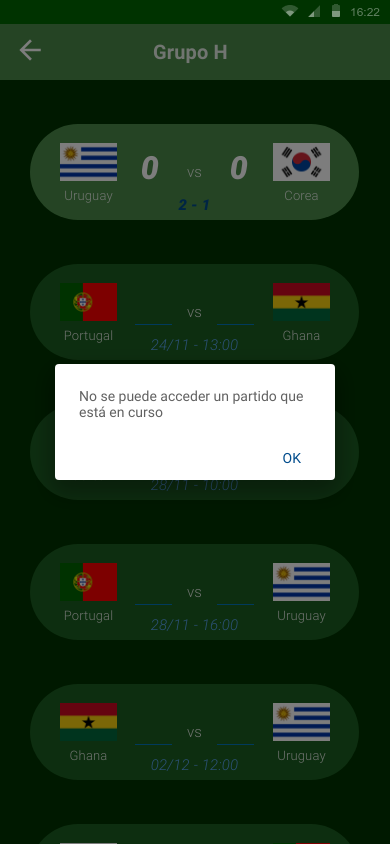 16:22
Grupo H
0 vs 0
Uruguay Corea
2 - 1
vs
Portugal Ghana
24/11 - 13:00
No se puede acceder un partido que
está en curso
OK
28/11 - 10:00
vs
Portugal Uruguay
28/11 - 16:00
vs
Ghana Uruguay
02/12 - 12:00